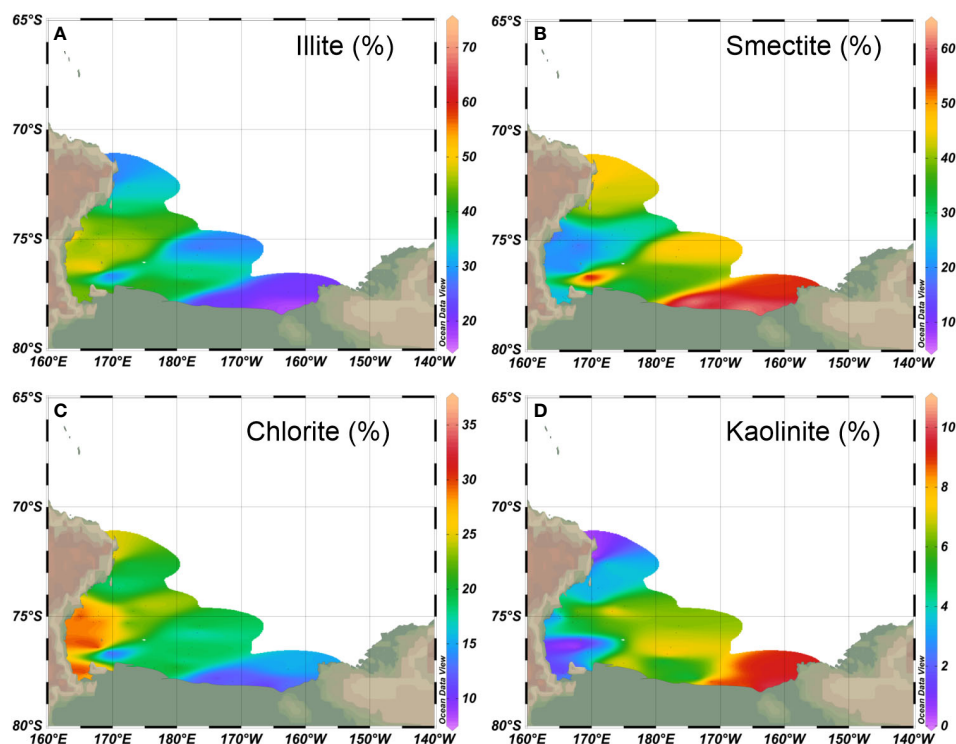 A
Illite (%)
65°S
70°S
75°S
80°S
160°E
170°E
180°W
170°W
160°W
150°W
140°W
70
60
50
40
30
20
Ocean Data View
B
Smectite (%)
65°S
70°S
75°S
80°S
160°E
170°E
180°W
170°W
160°W
150°W
140°W
60
50
40
30
20
10
Ocean Data View
C
Chlorite (%)
65°S
70°S
75°S
80°S
160°E
170°E
180°W
170°W
160°W
150°W
140°W
35
30
25
20
15
10
Ocean Data View
D
Kaolinite (%)
65°S
70°S
75°S
80°S
160°E
170°E
180°W
170°W
160°W
150°W
140°W
10
8
6
4
2
0
Ocean Data View